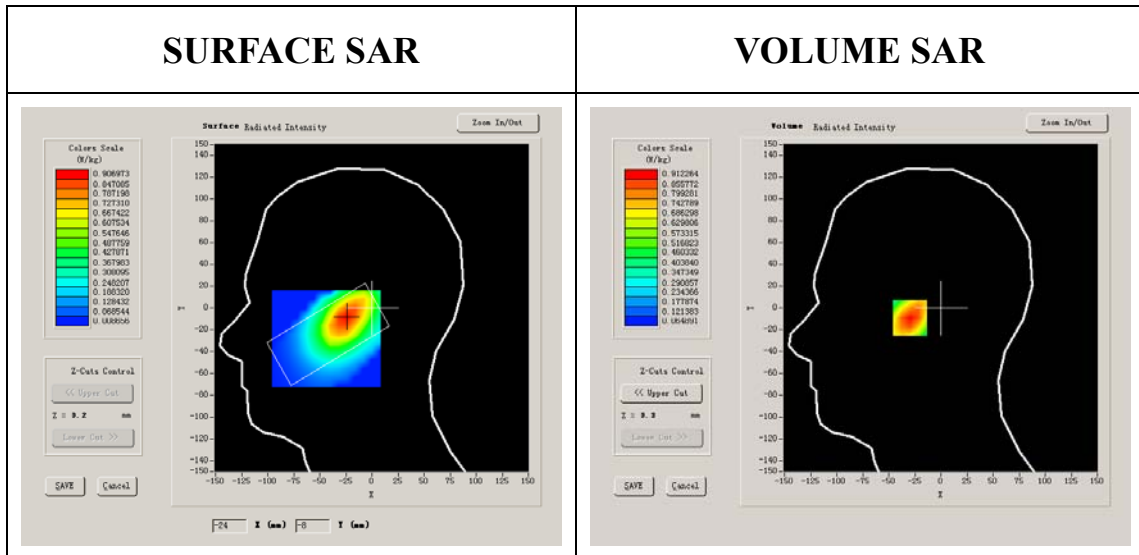 SURFACE SAR
VOLUME SAR
Surface Radiated Intensity
Zoom In/Out
Colors Scale
(W/kg)
0.906973
0.847085
0.787198
0.727310
0.667422
0.607534
0.547646
0.487759
0.427871
0.367983
0.308095
0.248207
0.188320
0.128432
0.068544
0.008656
150
140
120
100
80
60
40
20
0
-20
-40
-60
-80
-100
-120
-140
-150
Y
-150 -125 -100 -75 -50 -25 0 25 50 75 100 125 150
X
Z-Cuts Control
<< Upper Cut
Z = mm
Lower Cut >>
SAVE Cancel
-24 X (mm) -8 Y (mm)
Volume Radiated Intensity
Zoom In/Out
Colors Scale
(W/kg)
0.912264
0.855772
0.799281
0.742789
0.686298
0.629806
0.573315
0.516823
0.460332
0.403840
0.347349
0.290857
0.234366
0.177874
0.121383
0.064891
150
140
120
100
80
60
40
20
0
-20
-40
-60
-80
-100
-120
-140
-150
Y
-150 -125 -100 -75 -50 -25 0 25 50 75 100 125 150
X
Z-Cuts Control
<< Upper Cut
Z = mm
Lower Cut >>
SAVE Cancel